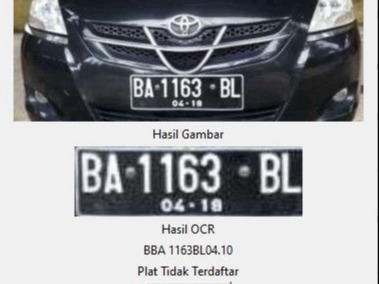 BA 1163 BL
04-18
Hasil Gambar
BA 1163 BL
04-18
Hasil OCR
BBA 1163BL04.10
Plat Tidak Terdaftar